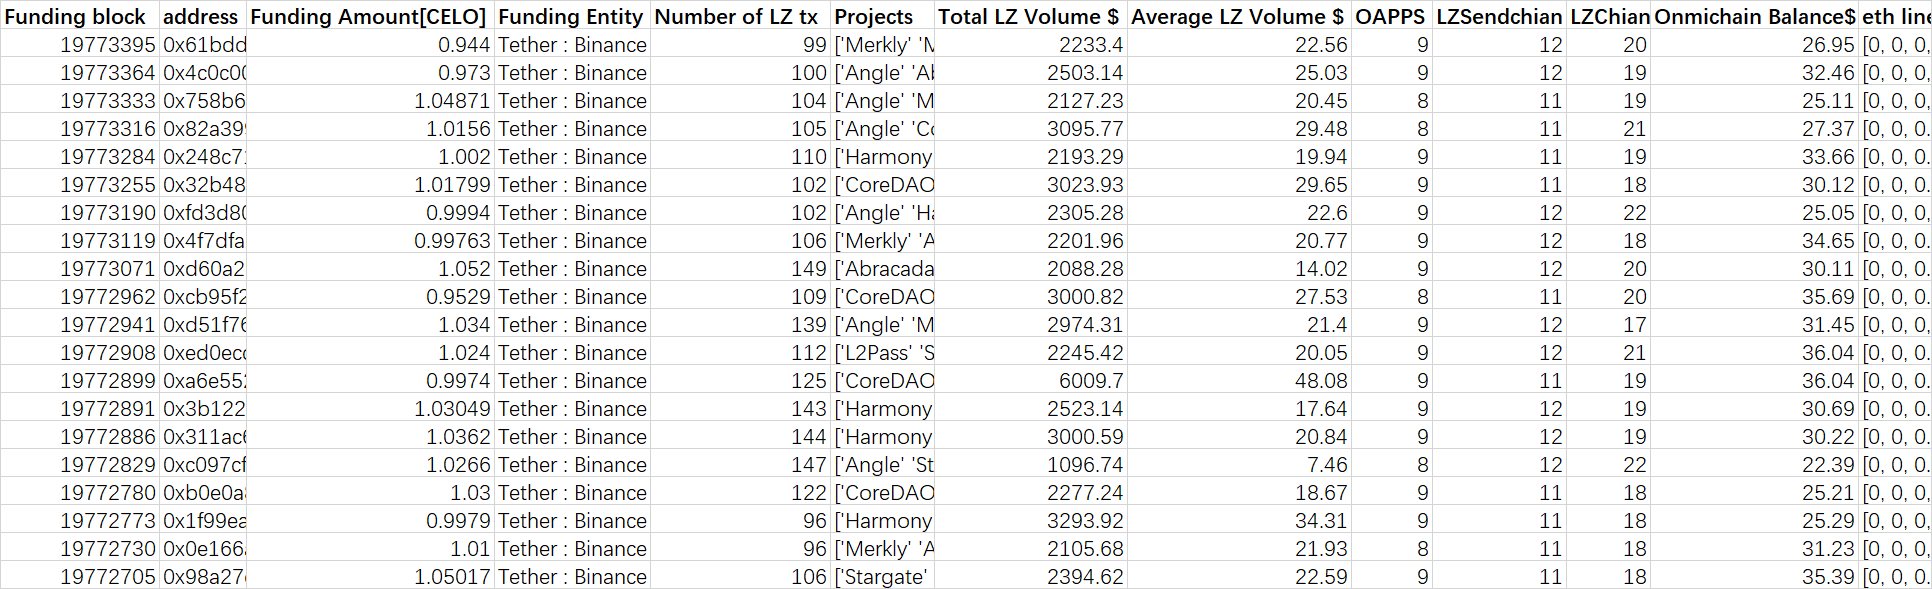 Funding block address Funding Amount[CELO] Funding Entity Number of LZ tx Projects Total LZ Volume $ Average LZ Volume $ OAPPS LZSendchian LZChian Onmichain Balance$ eth line
19773395 0x61bdd 0.944 Tether : Binance 99 ['Merkly' 'M 2233.4 22.56 9 12 20 26.95 [0, 0, 0,
19773364 0x4c0c00 0.973 Tether : Binance 100 ['Angle' 'Ab 2503.14 25.03 9 12 19 32.46 [0, 0, 0,
19773333 0x758b6 1.04871 Tether : Binance 104 ['Angle' 'M 2127.23 20.45 8 11 19 25.11 [0, 0, 0,
19773316 0x82a399 1.0156 Tether : Binance 105 ['Angle' 'Co 3095.77 29.48 8 11 21 27.37 [0, 0, 0,
19773284 0x248c71 1.002 Tether : Binance 110 ['Harmony 2193.29 19.94 9 11 19 33.66 [0, 0, 0.
19773255 0x32b48 1.01799 Tether : Binance 102 ['CoreDAO 3023.93 29.65 9 11 18 30.12 [0, 0, 0.
19773190 0xfd3d80 0.9994 Tether : Binance 102 ['Angle' 'Ha 2305.28 22.6 9 12 22 25.05 [0, 0, 0,
19773119 0x4f7dfa 0.99763 Tether : Binance 106 ['Merkly' 'A 2201.96 20.77 9 12 18 34.65 [0, 0, 0,
19773071 0xd60a2 1.052 Tether : Binance 149 ['Abracada 2088.28 14.02 9 12 20 30.11 [0, 0, 0,
19772962 0xcb95f2 0.9529 Tether : Binance 109 ['CoreDAO 3000.82 27.53 8 11 20 35.69 [0, 0, 0,
19772941 0xd51f76 1.034 Tether : Binance 139 ['Angle' 'M 2974.31 21.4 9 12 17 31.45 [0, 0, 0,
19772908 0xed0ecc 1.024 Tether : Binance 112 ['L2Pass' 'S 2245.42 20.05 9 12 21 36.04 [0, 0, 0.
19772899 0xa6e552 0.9974 Tether : Binance 125 ['CoreDAO 6009.7 48.08 9 11 19 36.04 [0, 0, 0.
19772891 0x3b122 1.03049 Tether : Binance 143 ['Harmony 2523.14 17.64 9 12 19 30.69 [0, 0, 0.
19772886 0x311ac6 1.0362 Tether : Binance 144 ['Harmony 3000.59 20.84 9 12 19 30.22 [0, 0, 0.
19772829 0xc097cf 1.0266 Tether : Binance 147 ['Angle' 'St 1096.74 7.46 8 12 22 22.39 [0, 0, 0.
19772780 0xb0e0a 1.03 Tether : Binance 122 ['CoreDAO 2277.24 18.67 9 11 18 25.21 [0, 0, 0.
19772773 0x1f99ea 0.9979 Tether : Binance 96 ['Harmony 3293.92 34.31 9 11 18 25.29 [0, 0, 0.
19772730 0x0e166 1.01 Tether : Binance 96 ['Merkly' 'A 2105.68 21.93 8 11 18 31.23 [0, 0, 0.
19772705 0x98a27 1.05017 Tether : Binance 106 ['Stargate' 2394.62 22.59 9 11 18 35.39 [0, 0, 0.